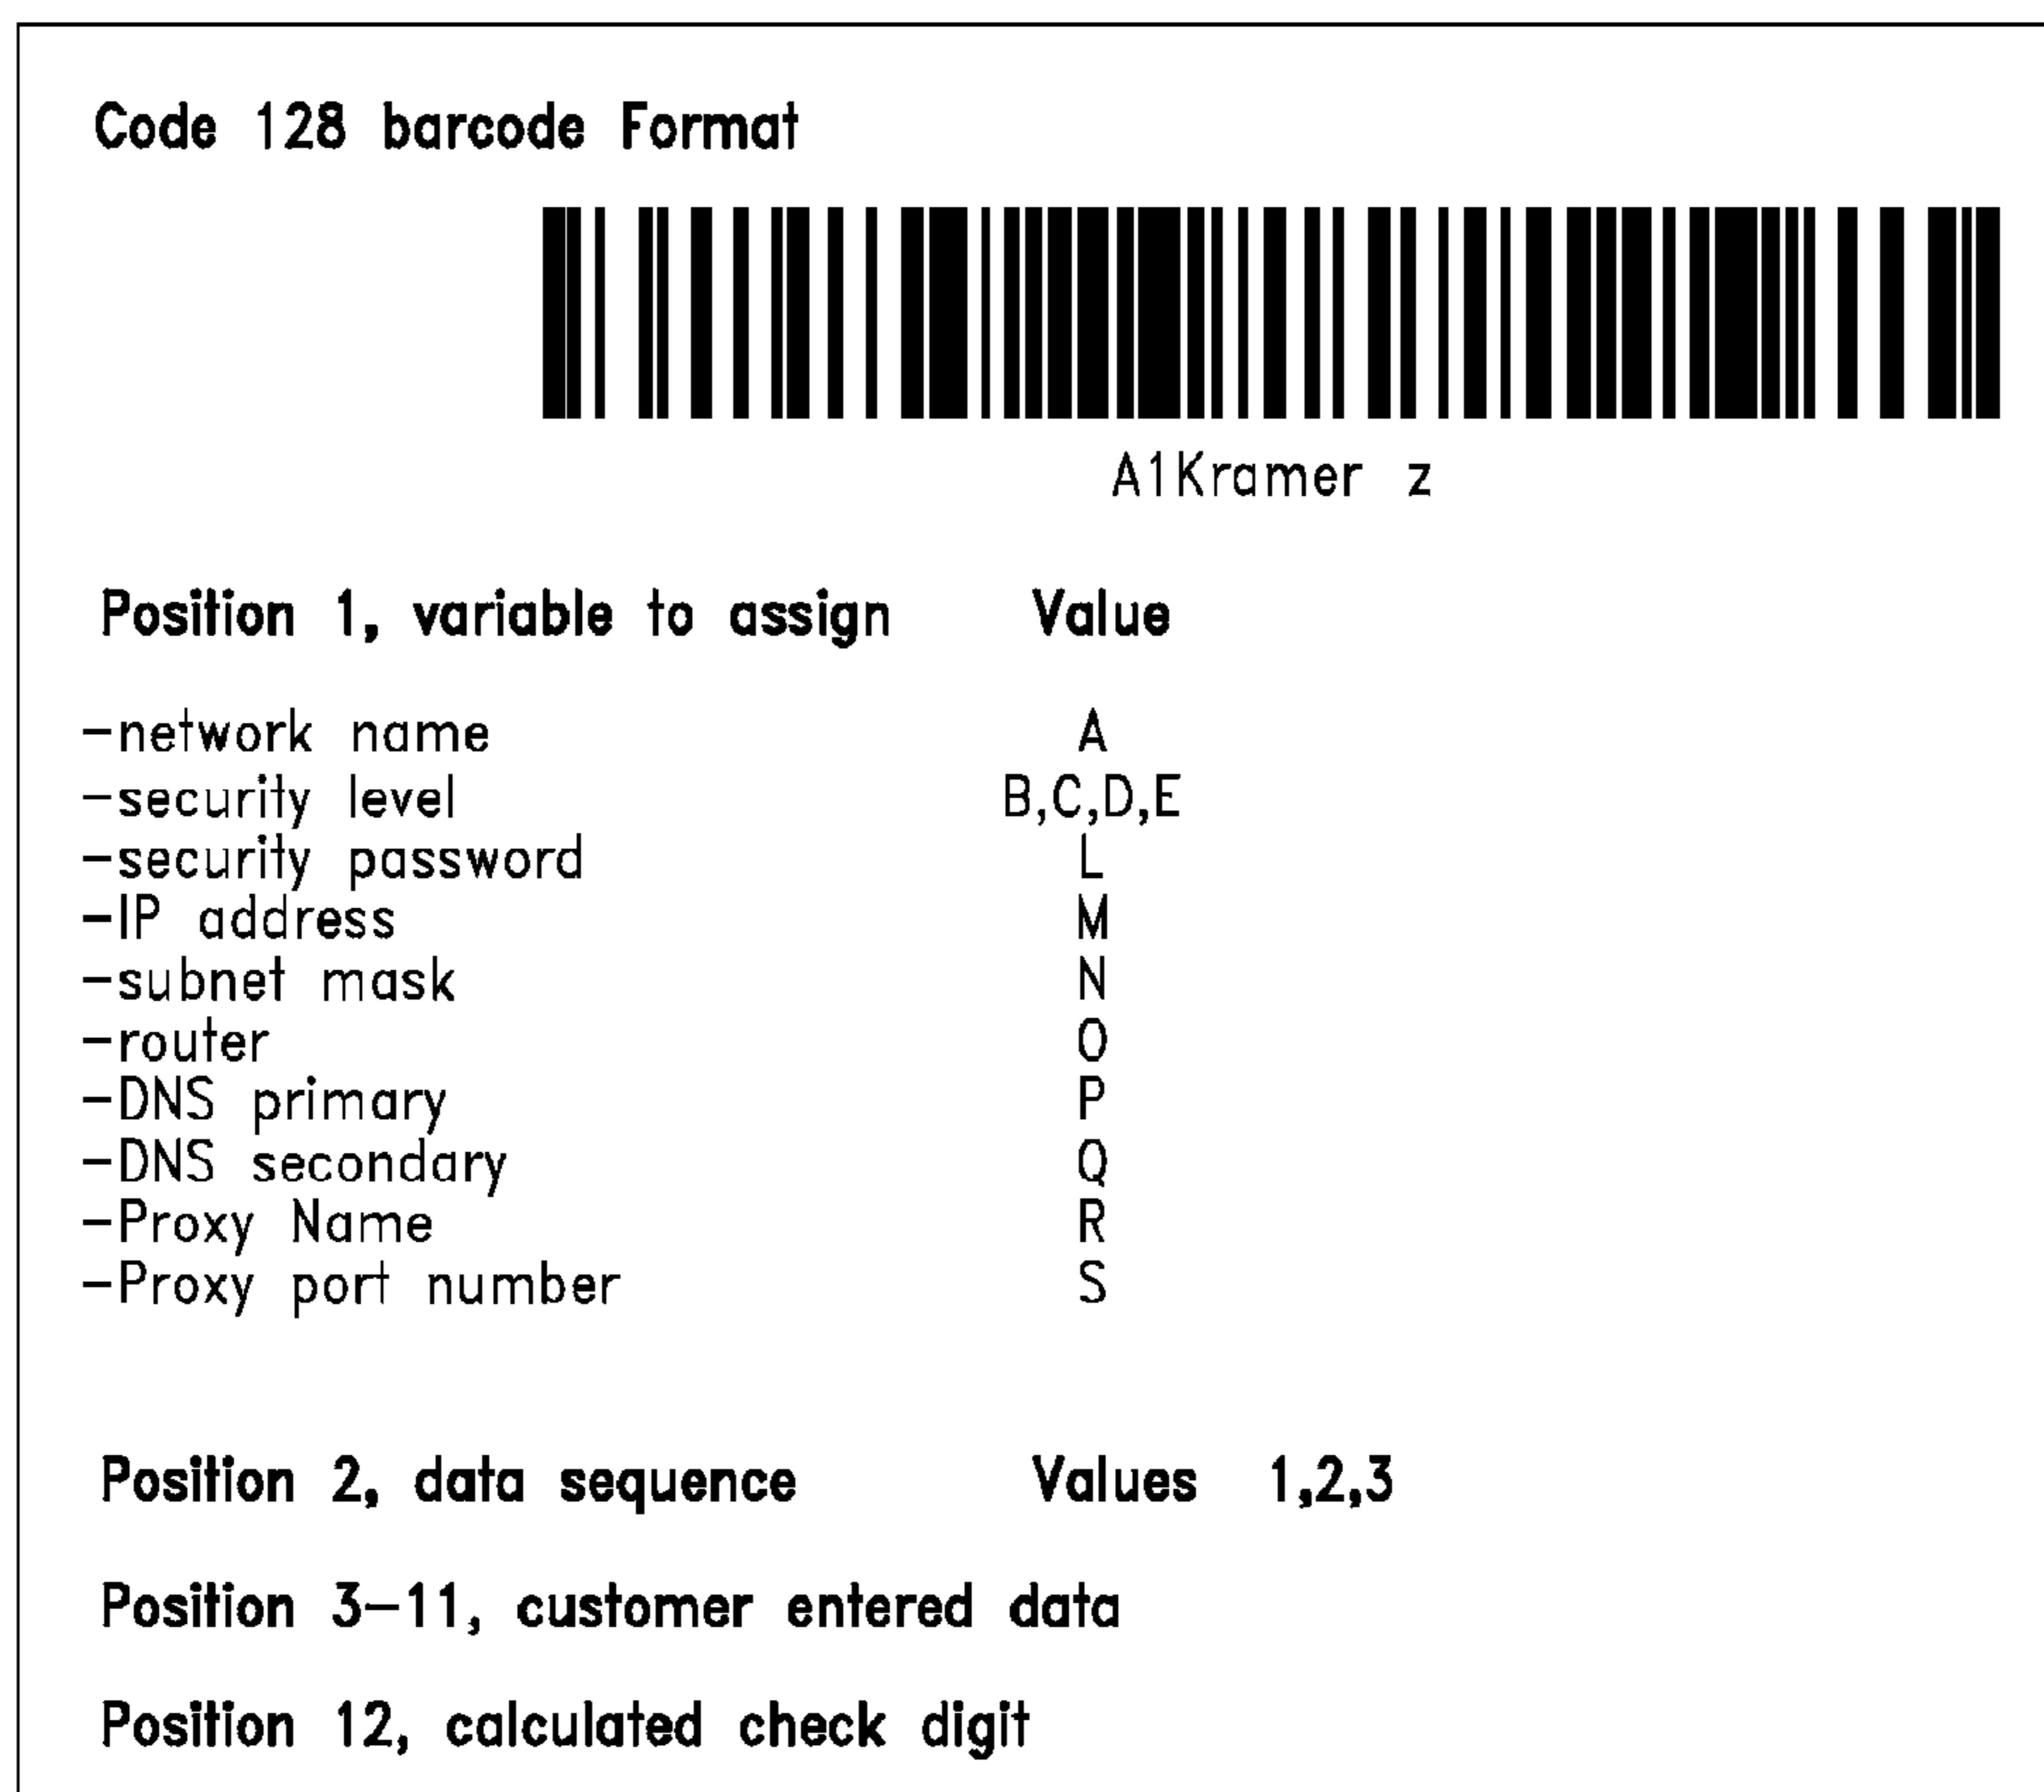 Code 128 barcode Format
A1Kramer z
Position 1, variable to assign Value
-network name A
-security level B,C,D,E
-security password L
-IP address M
-subnet mask N
-router O
-DNS primary P
-DNS secondary Q
-Proxy Name R
-Proxy port number S
Position 2, data sequence Values 1,2,3
Position 3-11, customer entered data
Position 12, calculated check digit